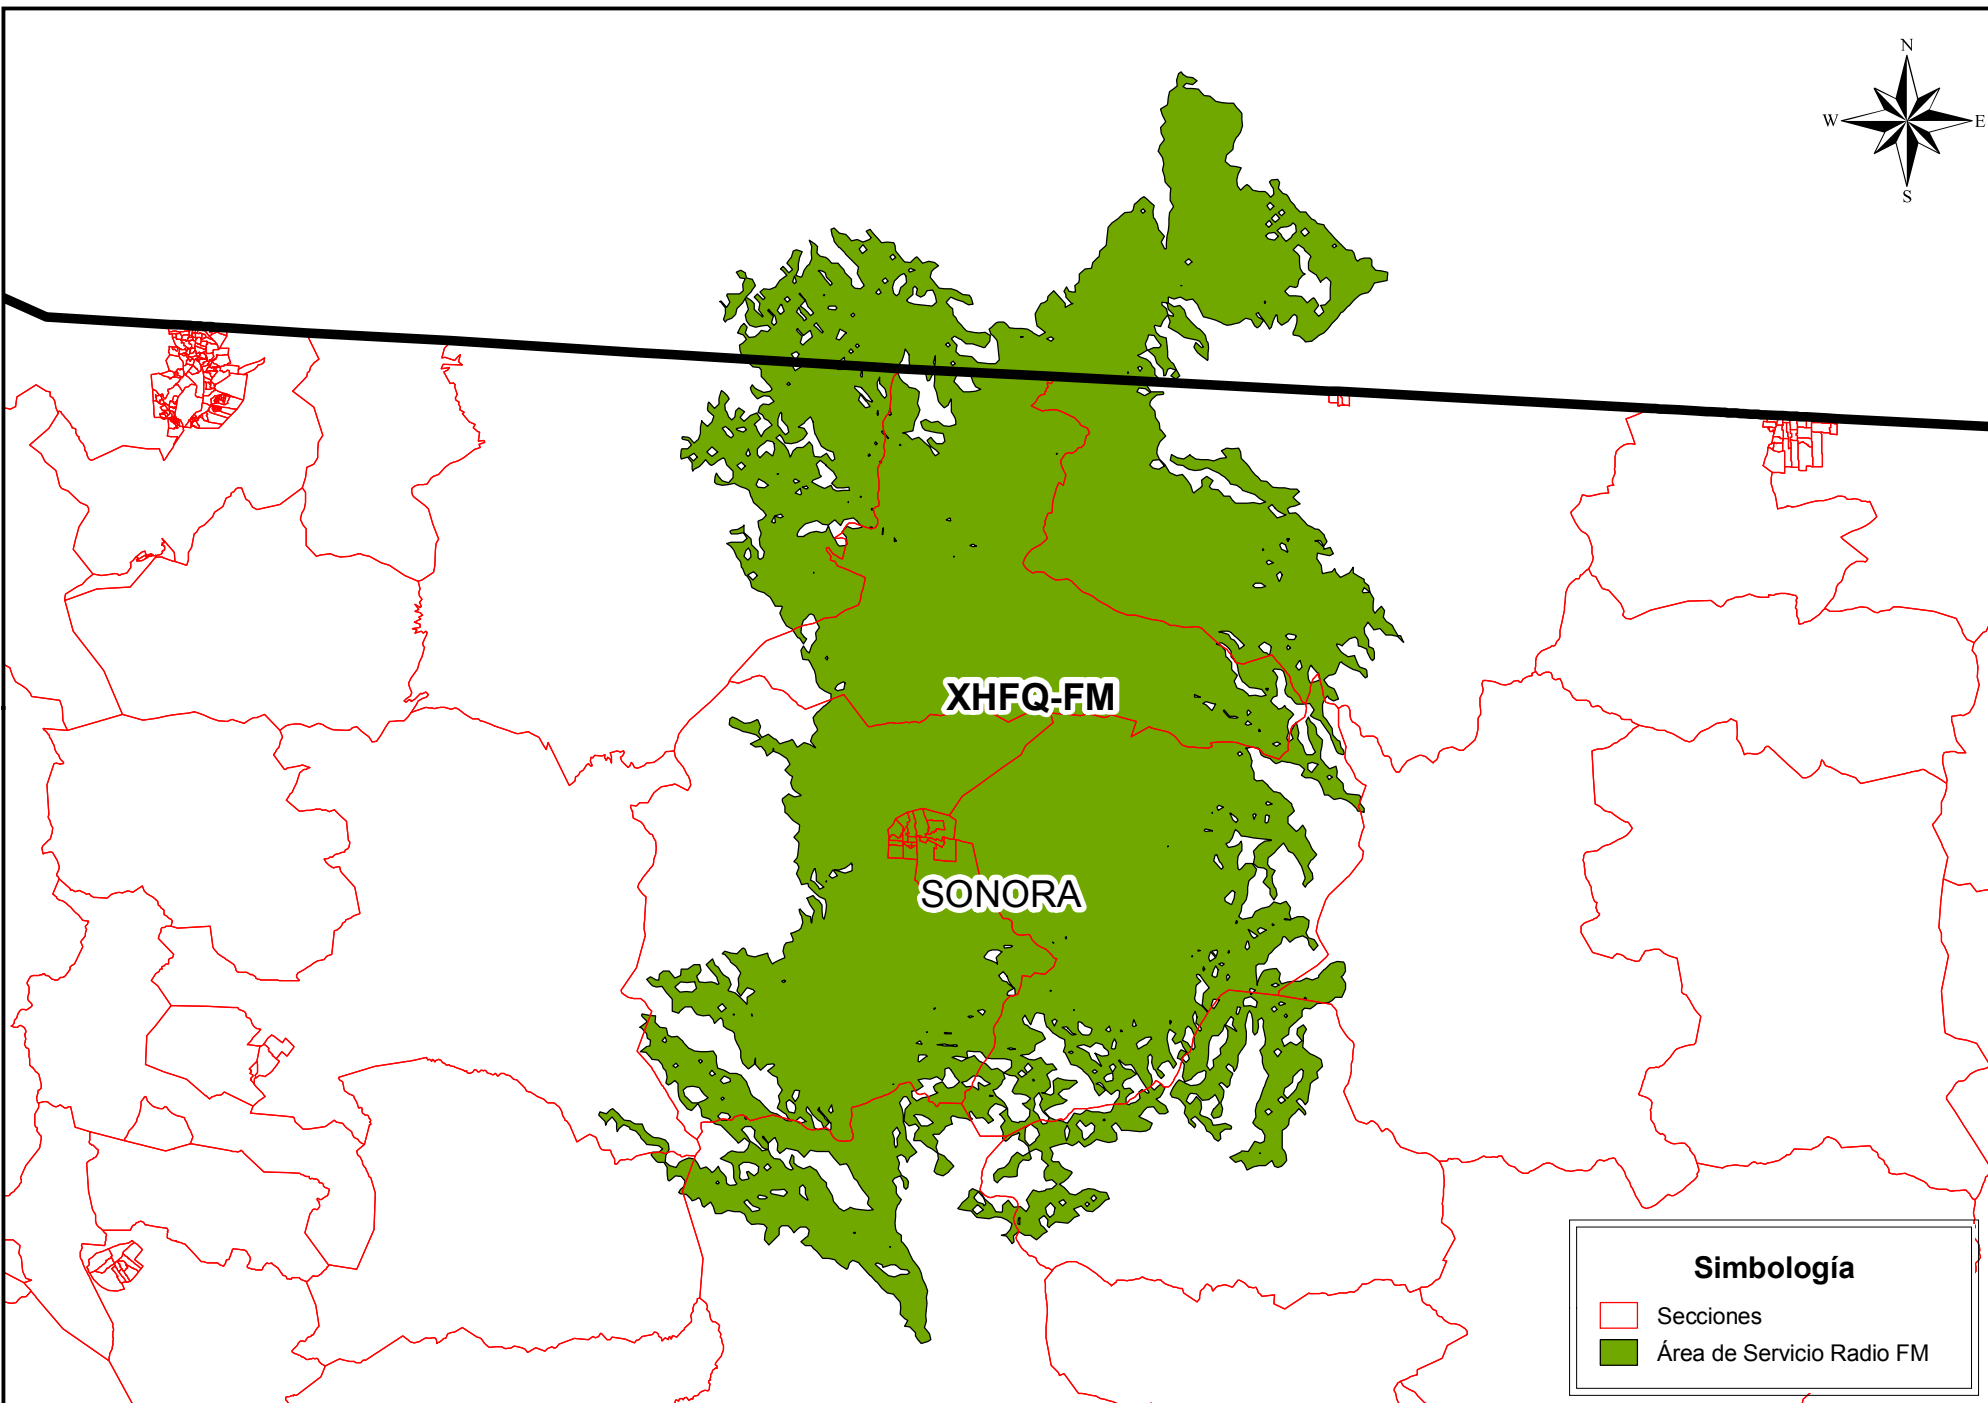 N
W E
S
XHFQ-FM
SONORA
Simbología
Secciones
Área de Servicio Radio FM